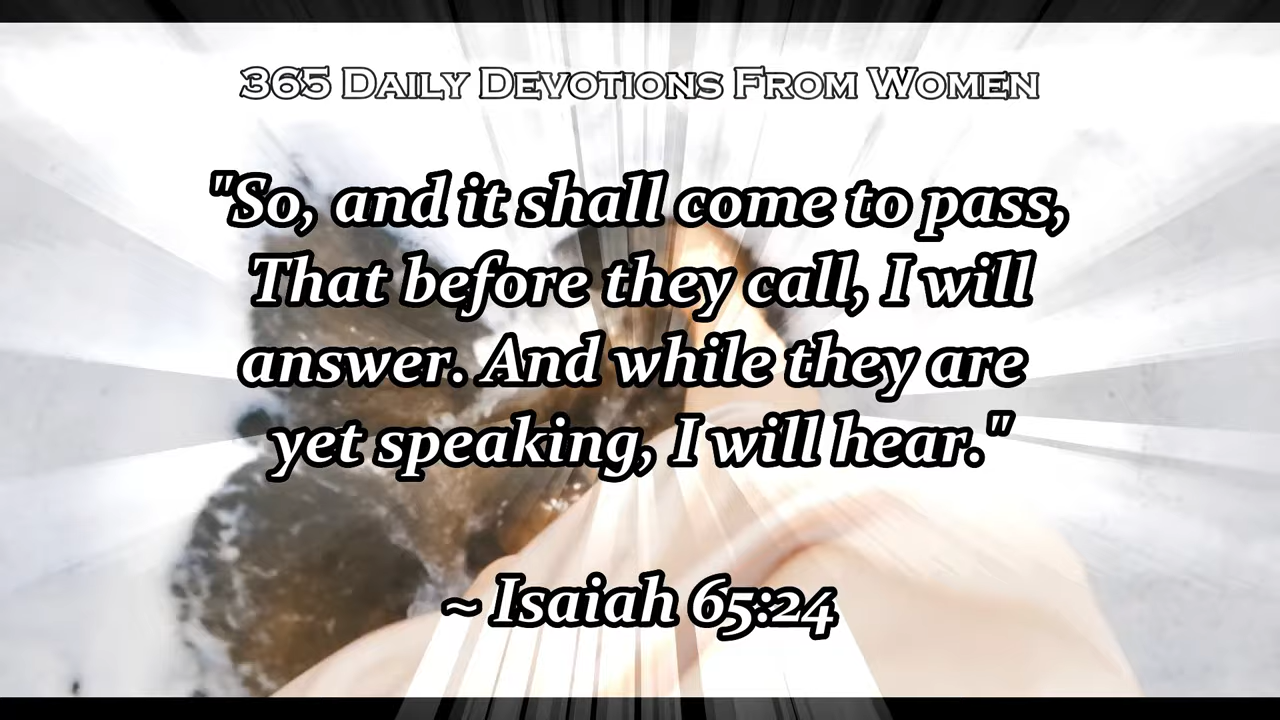 365 Daily Devotions From Women
"So, and it shall come to pass,
That before they call, I will
answer. And while they are
yet speaking, I will hear."
~ Isaiah 65:24